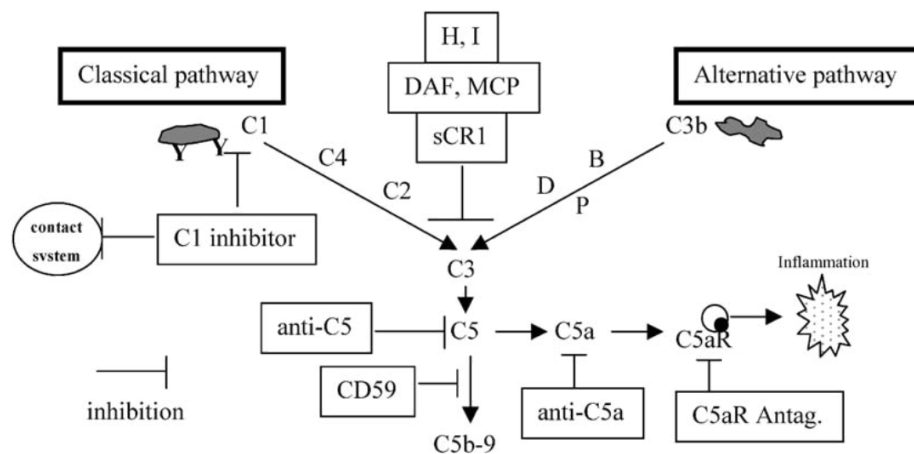 H, I
Classical pathway
DAF, MCP
Alternative pathway
sCR1
C1
C3b
Y Y
C4
B
C2
D
P
contact
svstem
C1 inhibitor
C3
Inflammation
anti-C5
C5
C5a
C5aR
CD59
inhibition
anti-C5a
C5aR Antag.
C5b-9